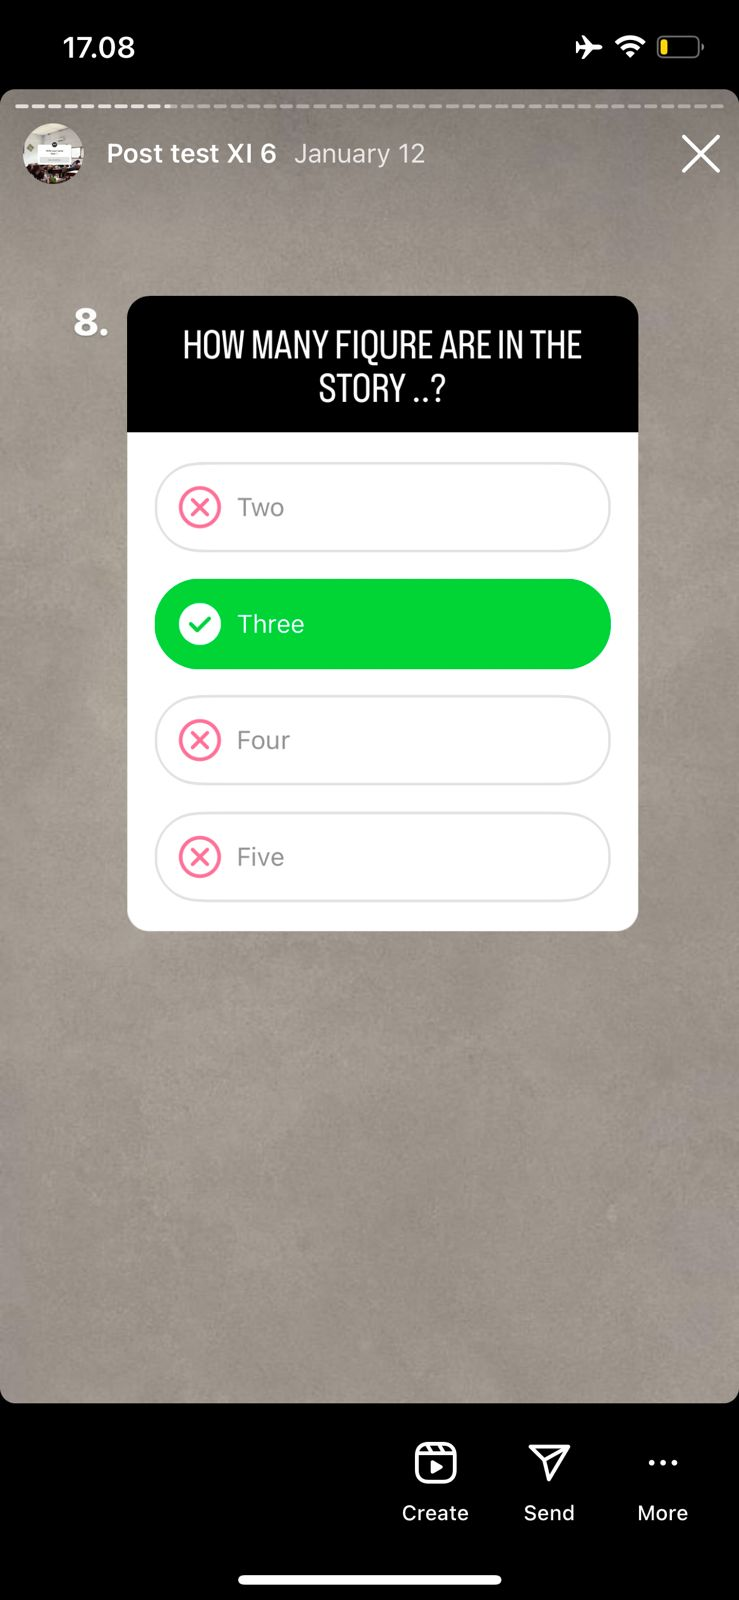 17.08
Post test XI 6 January 12
8.
HOW MANY FIQURE ARE IN THE
STORY ..?
Two
Three
Four
Five
Create Send More